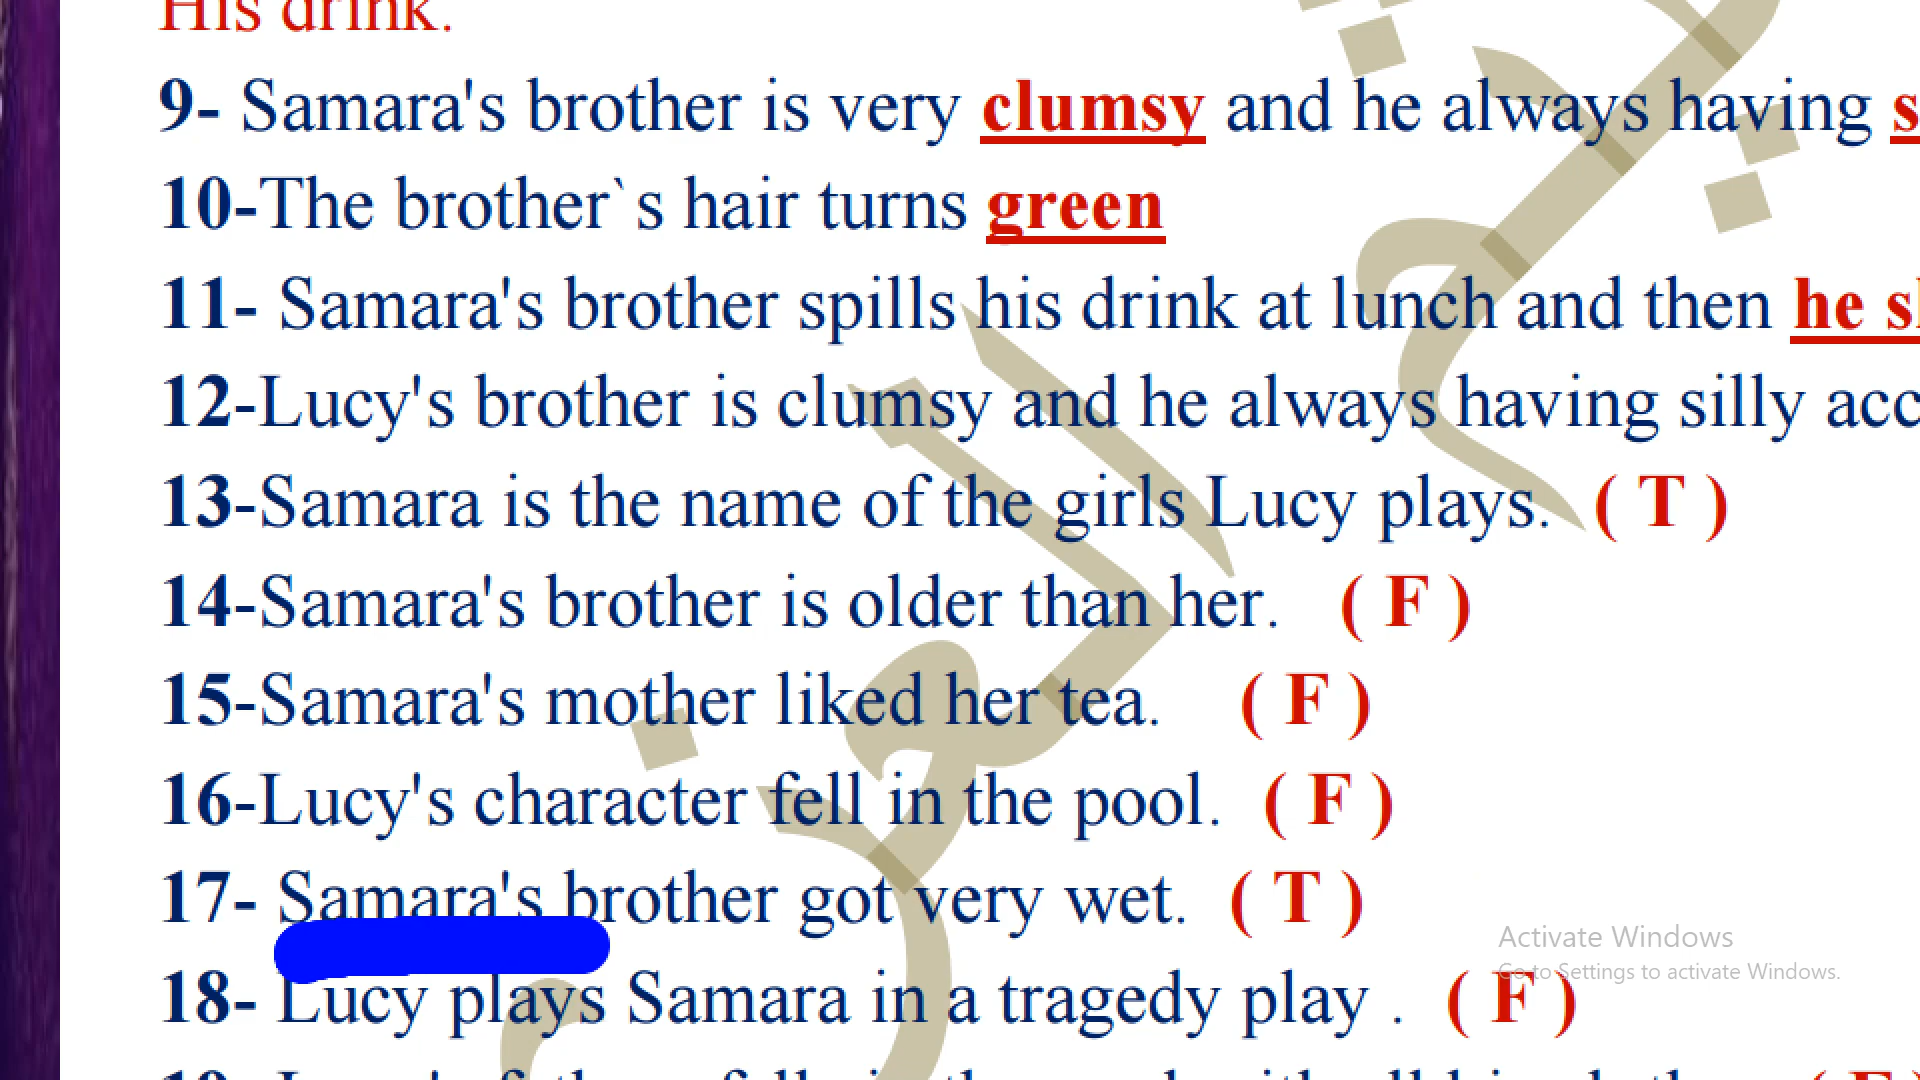 His drink.
9- Samara's brother is very clumsy and he always having
10-The brother`s hair turns green
11- Samara's brother spills his drink at lunch and then he
12-Lucy's brother is clumsy and he always having silly
13-Samara is the name of the girls Lucy plays. ( T )
14-Samara's brother is older than her. ( F )
15-Samara's mother liked her tea. ( F )
16-Lucy's character fell in the pool. ( F )
17- Samara's brother got very wet. ( T )
Activate Windows
Go to Settings to activate Windows.
18- Lucy plays Samara in a tragedy play . ( F )